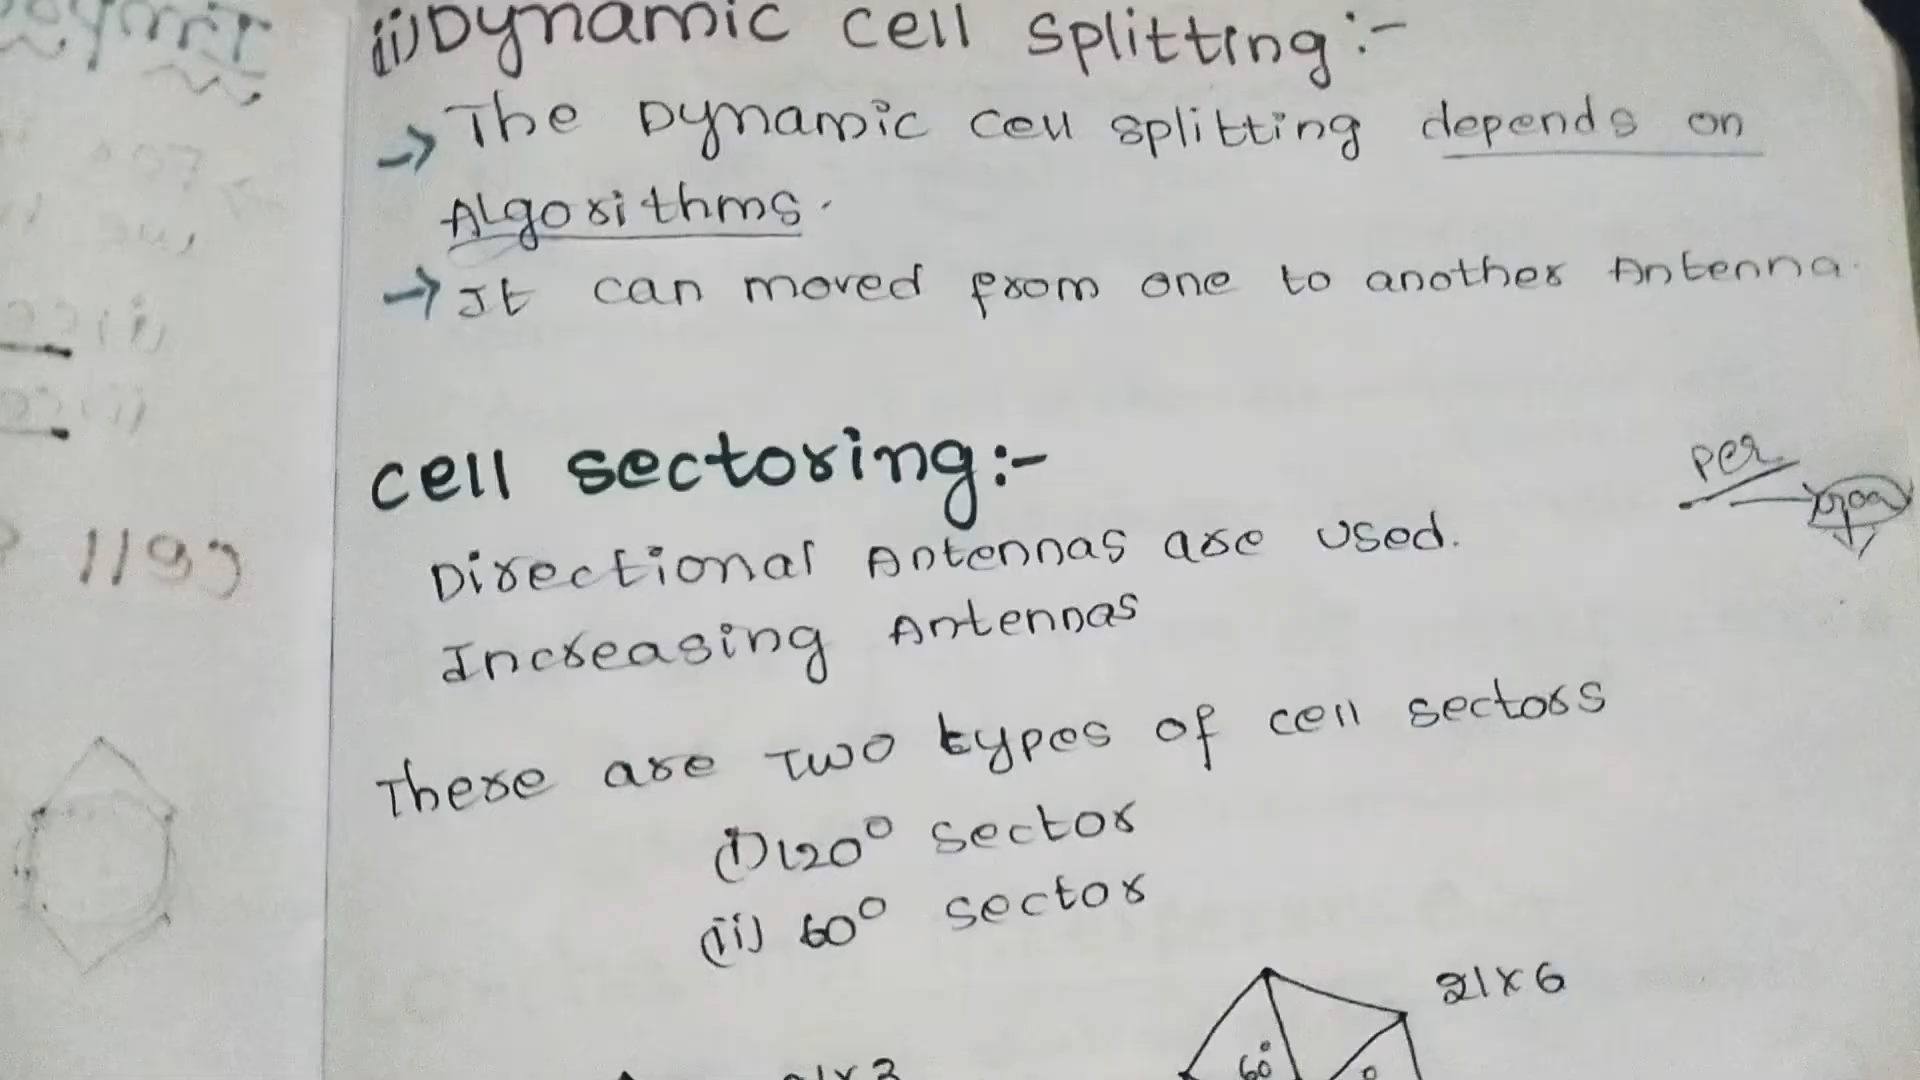 (ii) Dynamic cell splitting:-
→ The Dynamic cell splitting depends on
Algorithms.
→ It can moved from one to another Antenna.
cell sectoring:-
per
Directional Antennas are used.
Increasing Antennas
There are Two types of cell sectors
(i) 120° sector
(ii) 60° sector
21x6
60°